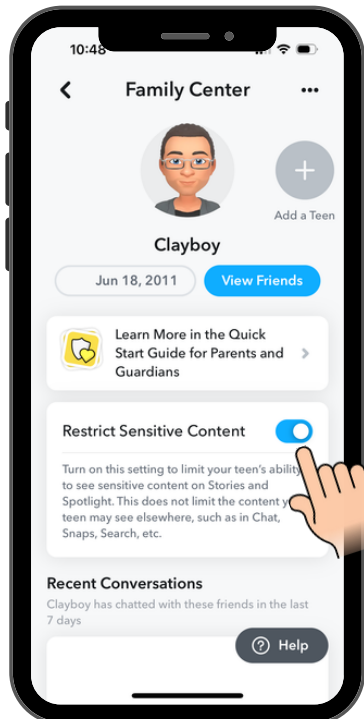 10:48
Family Center
Add a Teen
Clayboy
Jun 18, 2011
View Friends
Learn More in the Quick
Start Guide for Parents and
Guardians
Restrict Sensitive Content
Turn on this setting to limit your teen's ability
to see sensitive content on Stories and
Spotlight. This does not limit the content
teen may see elsewhere, such as in Chat,
Snaps, Search, etc.
Recent Conversations
Clayboy has chatted with these friends in the last
7 days
Help